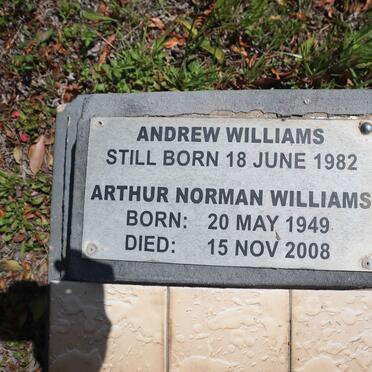 ANDREW WILLIAMS
STILL BORN 18 JUNE 1982
ARTHUR NORMAN WILLIAMS
BORN: 20 MAY 1949
DIED: 15 NOV 2008